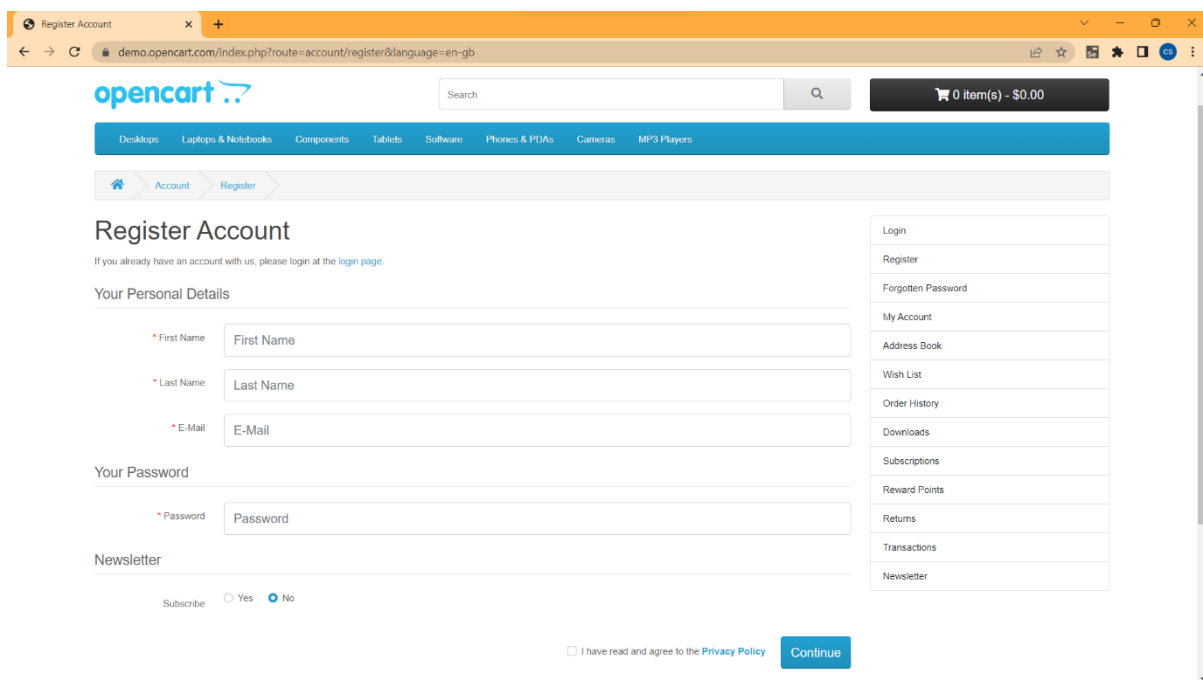 Register Account
demo.opencart.com/index.php?route=account/register&language=en-gb
CS
opencart
Search
0 item(s) - $0.00
Desktops Laptops & Notebooks Components Tablets Software Phones & PDAs Cameras MP3 Players
Account Register
Register Account
If you already have an account with us, please login at the login page.
Your Personal Details
* First Name First Name
* Last Name Last Name
* E-Mail E-Mail
Your Password
* Password Password
Newsletter
Subscribe Yes No
I have read and agree to the Privacy Policy Continue
Login
Register
Forgotten Password
My Account
Address Book
Wish List
Order History
Downloads
Subscriptions
Reward Points
Returns
Transactions
Newsletter